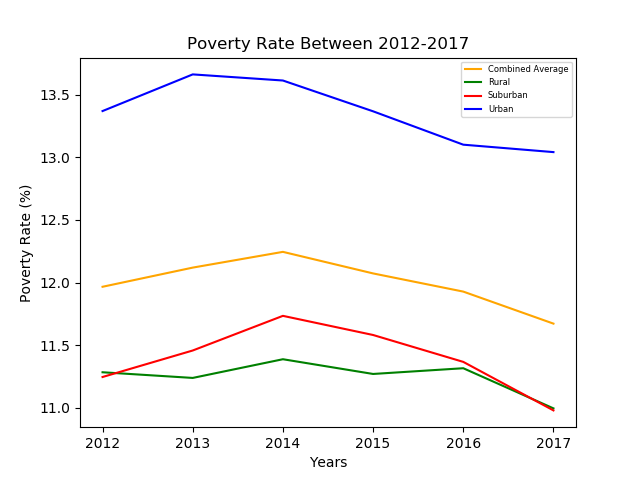 Poverty Rate Between 2012-2017
Combined Average
Rural
Suburban
Urban
13.5
13.0
12.5
12.0
11.5
11.0
Poverty Rate (%)
2012 2013 2014 2015 2016 2017
Years